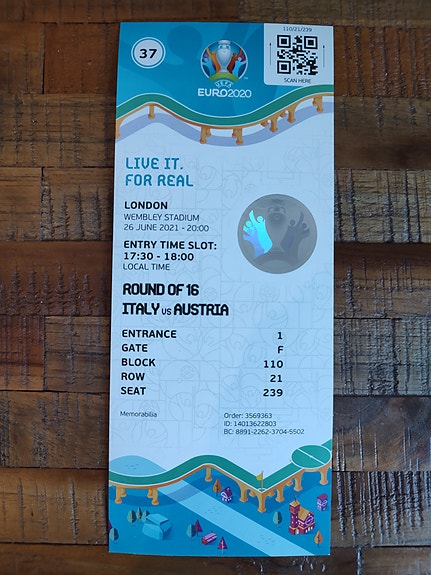 110/21/239
37
SCAN HERE
UEFA
EURO2020
LIVE IT.
FOR REAL
LONDON
WEMBLEY STADIUM
26 JUNE 2021 - 20:00
ENTRY TIME SLOT:
17:30 - 18:00
LOCAL TIME
ROUND OF 16
ITALY VS AUSTRIA
ENTRANCE 1
GATE F
BLOCK 110
ROW 21
SEAT 239
Memorabilia
Order: 3569363
ID: 14013622803
BC: 8891-2262-3704-5502